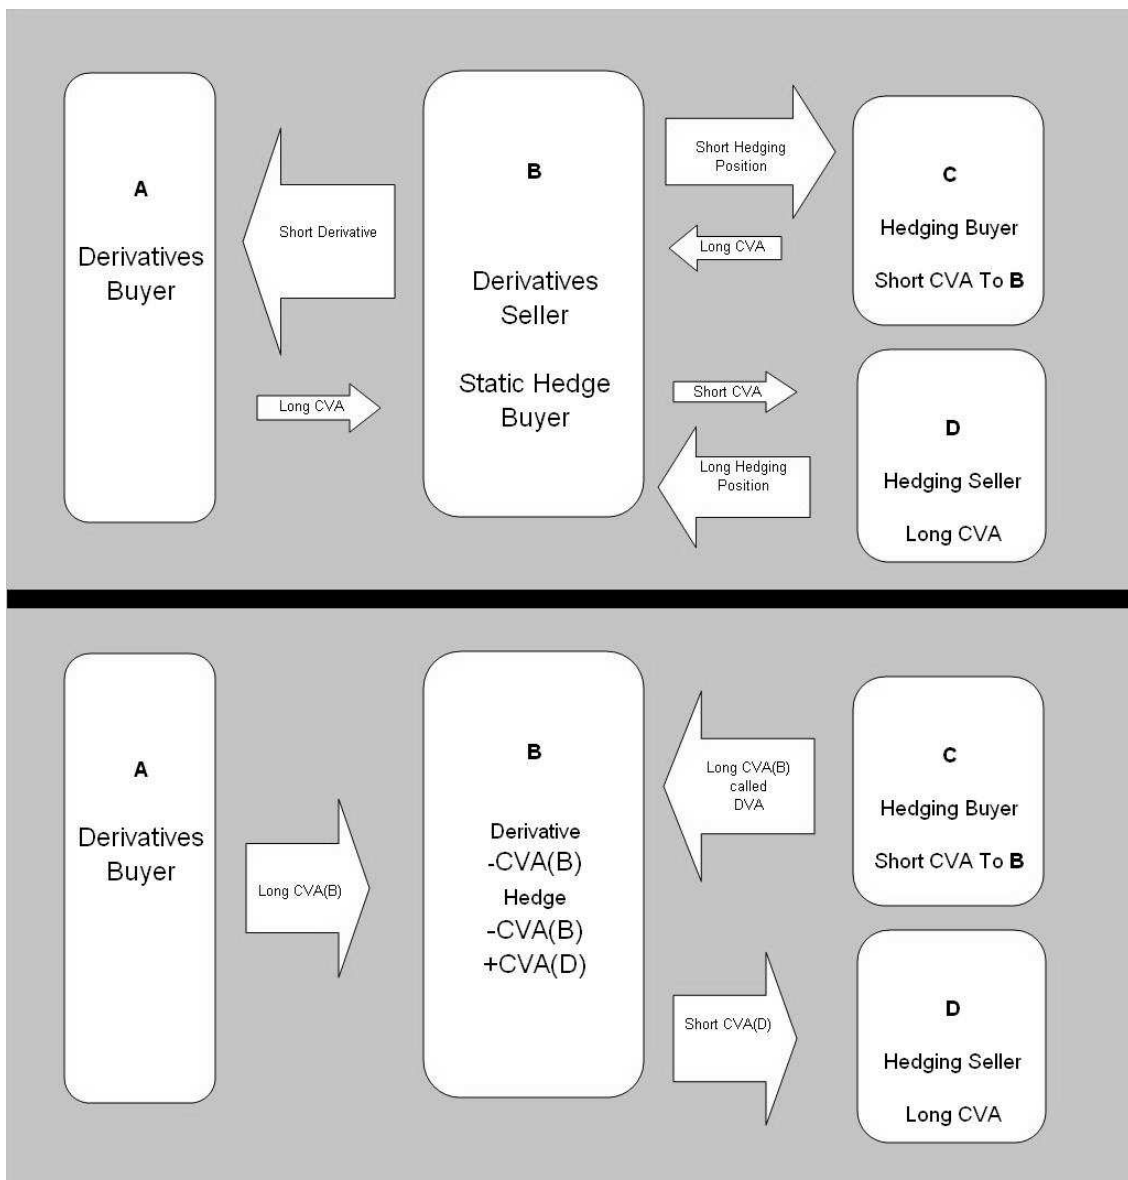 A
Derivatives
Buyer
Short Derivative
Long CVA
B
Derivatives
Seller
Static Hedge
Buyer
Short Hedging
Position
Long CVA
Short CVA
Long Hedging
Position
C
Hedging Buyer
Short CVA To B
D
Hedging Seller
Long CVA
A
Derivatives
Buyer
Long CVA(B)
B
Derivative
-CVA(B)
Hedge
-CVA(B)
+CVA(D)
Long CVA(B)
called
DVA
Short CVA(D)
C
Hedging Buyer
Short CVA To B
D
Hedging Seller
Long CVA